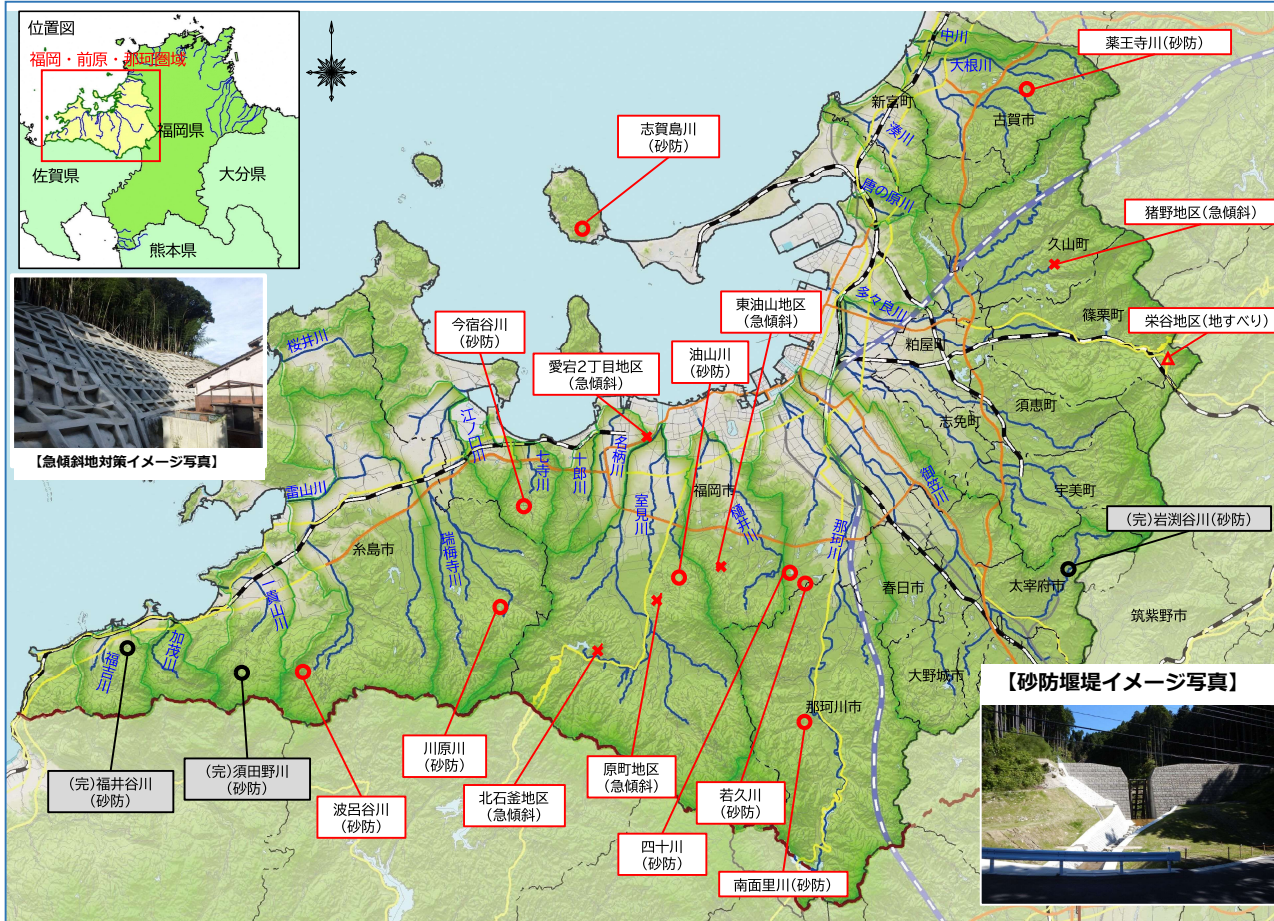 位置図
福岡・前原・那珂圏域
福岡県
佐賀県
大分県
熊本県
【急傾斜地対策イメージ写真】
中川
大根川
薬王寺川(砂防)
新宮町
古賀市
湊川
志賀島川
(砂防)
唐の原川
猪野地区(急傾斜)
久山町
多々良川
篠栗町
栄谷地区(地すべり)
粕屋町
東油山地区
(急傾斜)
今宿谷川
(砂防)
桜井川
愛宕2丁目地区
(急傾斜)
油山川
(砂防)
須恵町
志免町
江ノ口川
七寺川
十郎川
名柄川
室見川
福岡市
樋井川
那珂川
御笠川
宇美町
雷山川
(完)岩渕谷川(砂防)
糸島市
瑞梅寺川
春日市
太宰府市
筑紫野市
一貴山川
加茂川
福吉川
大野城市
那珂川市
【砂防堰堤イメージ写真】
(完)福井谷川
(砂防)
(完)須田野川
(砂防)
波呂谷川
(砂防)
川原川
(砂防)
北石釜地区
(急傾斜)
原町地区
(急傾斜)
若久川
(砂防)
四十川
(砂防)
南面里川(砂防)